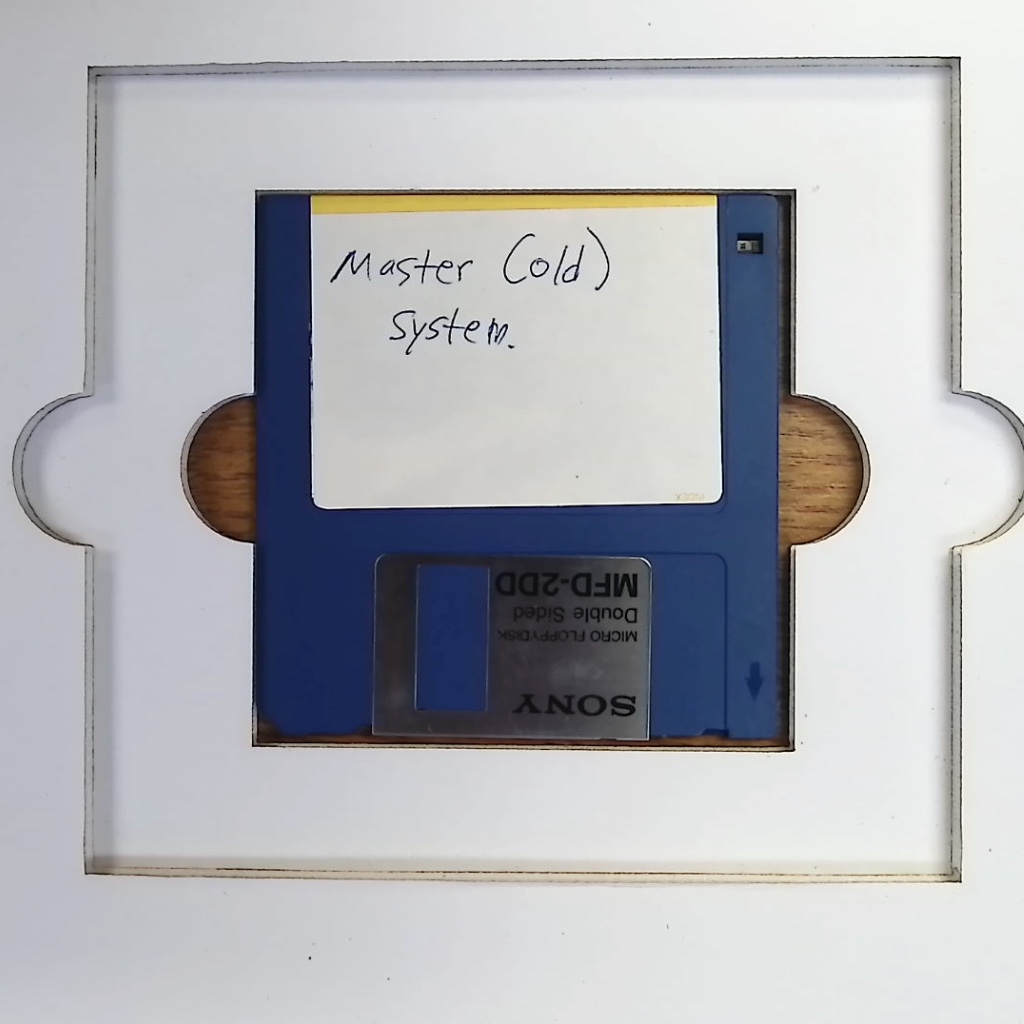 Master (old)
System.
MFD-2DD
Double Sided
MICRO FLOPPYDISK
SONY